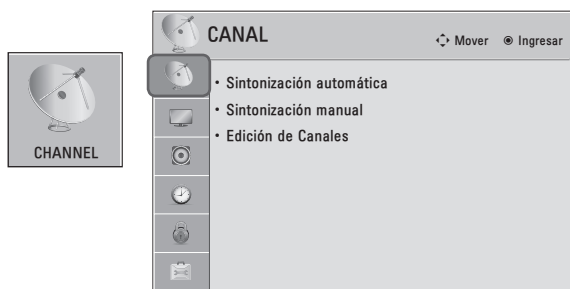 CHANNEL
CANAL
Mover Ingresar
• Sintonización automática
• Sintonización manual
• Edición de Canales